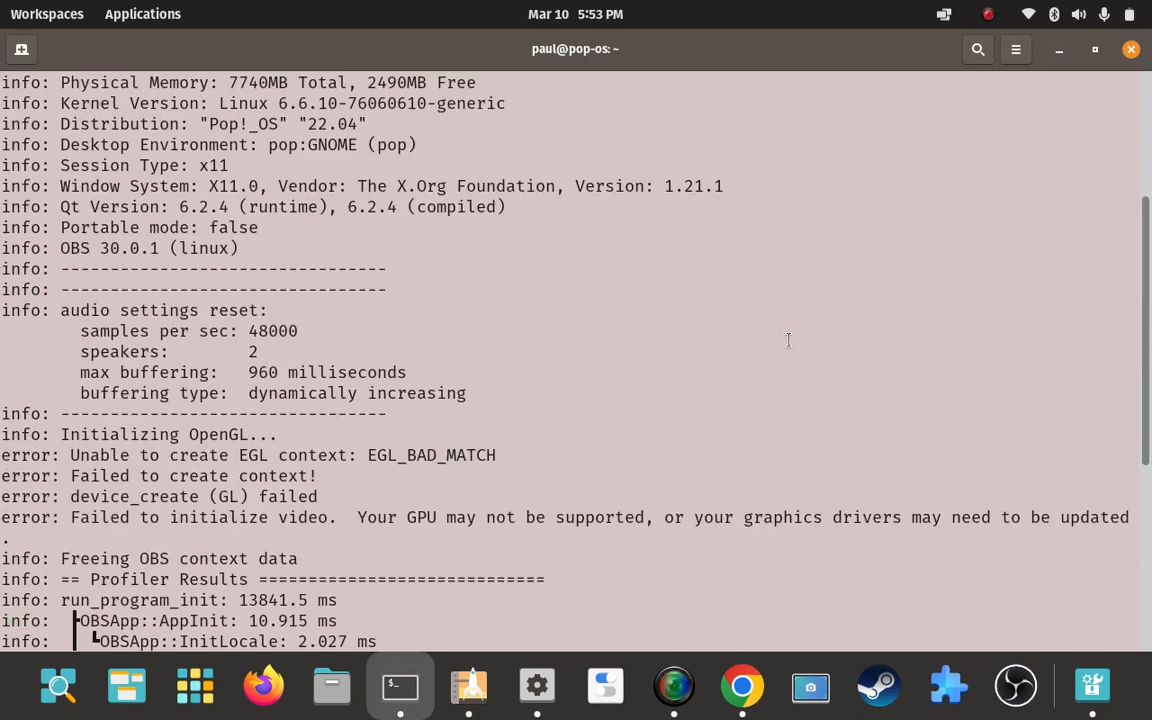 Workspaces Applications Mar 10 5:53 PM
paul@pop-os: ~
info: Physical Memory: 7740MB Total, 2490MB Free
info: Kernel Version: Linux 6.6.10-76060610-generic
info: Distribution: "Pop!_OS" "22.04"
info: Desktop Environment: pop:GNOME (pop)
info: Session Type: x11
info: Window System: X11.0, Vendor: The X.Org Foundation, Version: 1.21.1
info: Qt Version: 6.2.4 (runtime), 6.2.4 (compiled)
info: Portable mode: false
info: OBS 30.0.1 (linux)
info: ---------------------------------
info: ---------------------------------
info: audio settings reset:
samples per sec: 48000
speakers: 2
max buffering: 960 milliseconds
buffering type: dynamically increasing
info: ---------------------------------
info: Initializing OpenGL...
error: Unable to create EGL context: EGL_BAD_MATCH
error: Failed to create context!
error: device_create (GL) failed
error: Failed to initialize video.  Your GPU may not be supported, or your graphics drivers may need to be updated
.
info: Freeing OBS context data
info: == Profiler Results =============================
info: run_program_init: 13841.5 ms
info: ┣OBSApp::AppInit: 10.915 ms
info: ┃ ┗OBSApp::InitLocale: 2.027 ms
$_